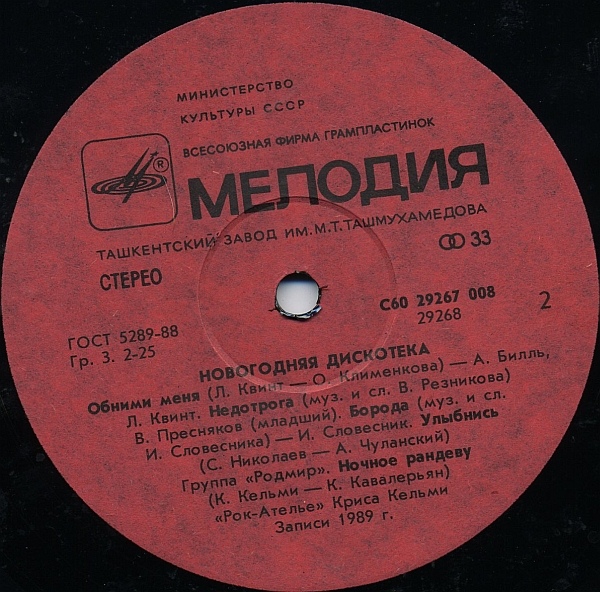 МИНИСТЕРСТВО
КУЛЬТУРЫ СССР
ВСЕСОЮЗНАЯ ФИРМА ГРАМПЛАСТИНОК
®
МЕЛОДИЯ
ТАШКЕНТСКИЙ ЗАВОД ИМ.М.Т.ТАШМУХАМЕДОВА
СТЕРЕО
33
ГОСТ 5289-88
Гр. 3. 2-25
С60 29267 008
29268
2
НОВОГОДНЯЯ ДИСКОТЕКА
Обними меня (Л. Квинт — О. Клименкова) — А. Билль,
Л. Квинт. Недотрога (муз. и сл. В. Резникова)
В. Пресняков (младший). Борода (муз. и сл.
И. Словесника) — И. Словесник. Улыбнись
(С. Николаев — А. Чуланский)
Группа «Родмир». Ночное рандеву
(К. Кельми — К. Кавалерьян)
«Рок-Ателье» Криса Кельми
Записи 1989 г.